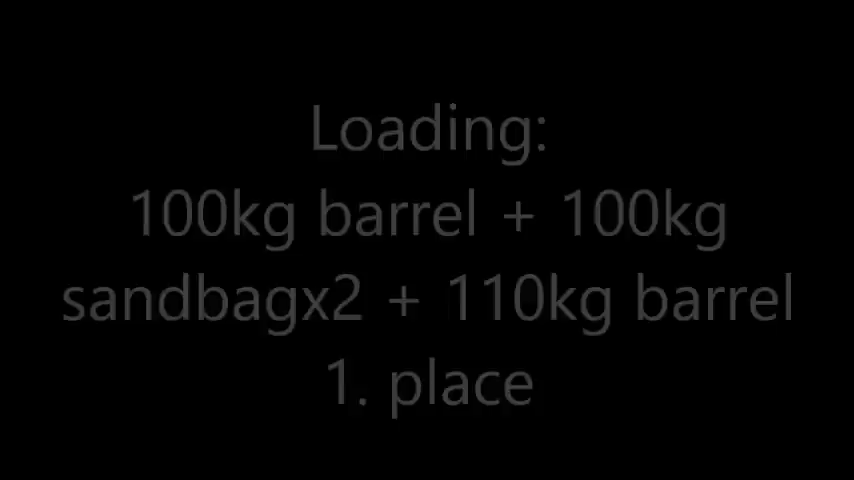 Loading:
100kg barrel + 100kg
sandbagx2 + 110kg barrel
1. place